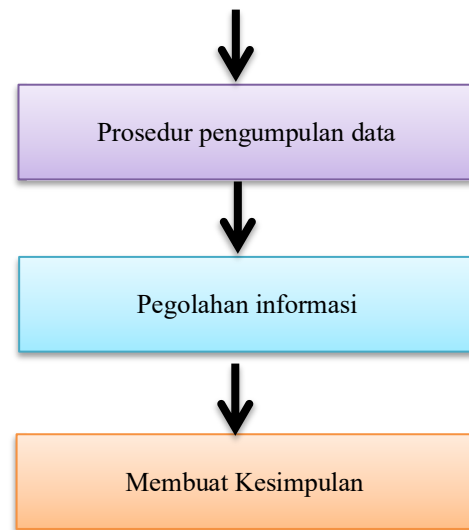 Prosedur pengumpulan data
Pegolahan informasi
Membuat Kesimpulan